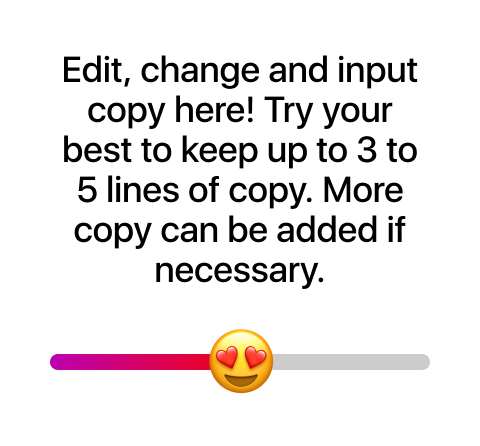 Edit, change and input
copy here! Try your
best to keep up to 3 to
5 lines of copy. More
copy can be added if
necessary.